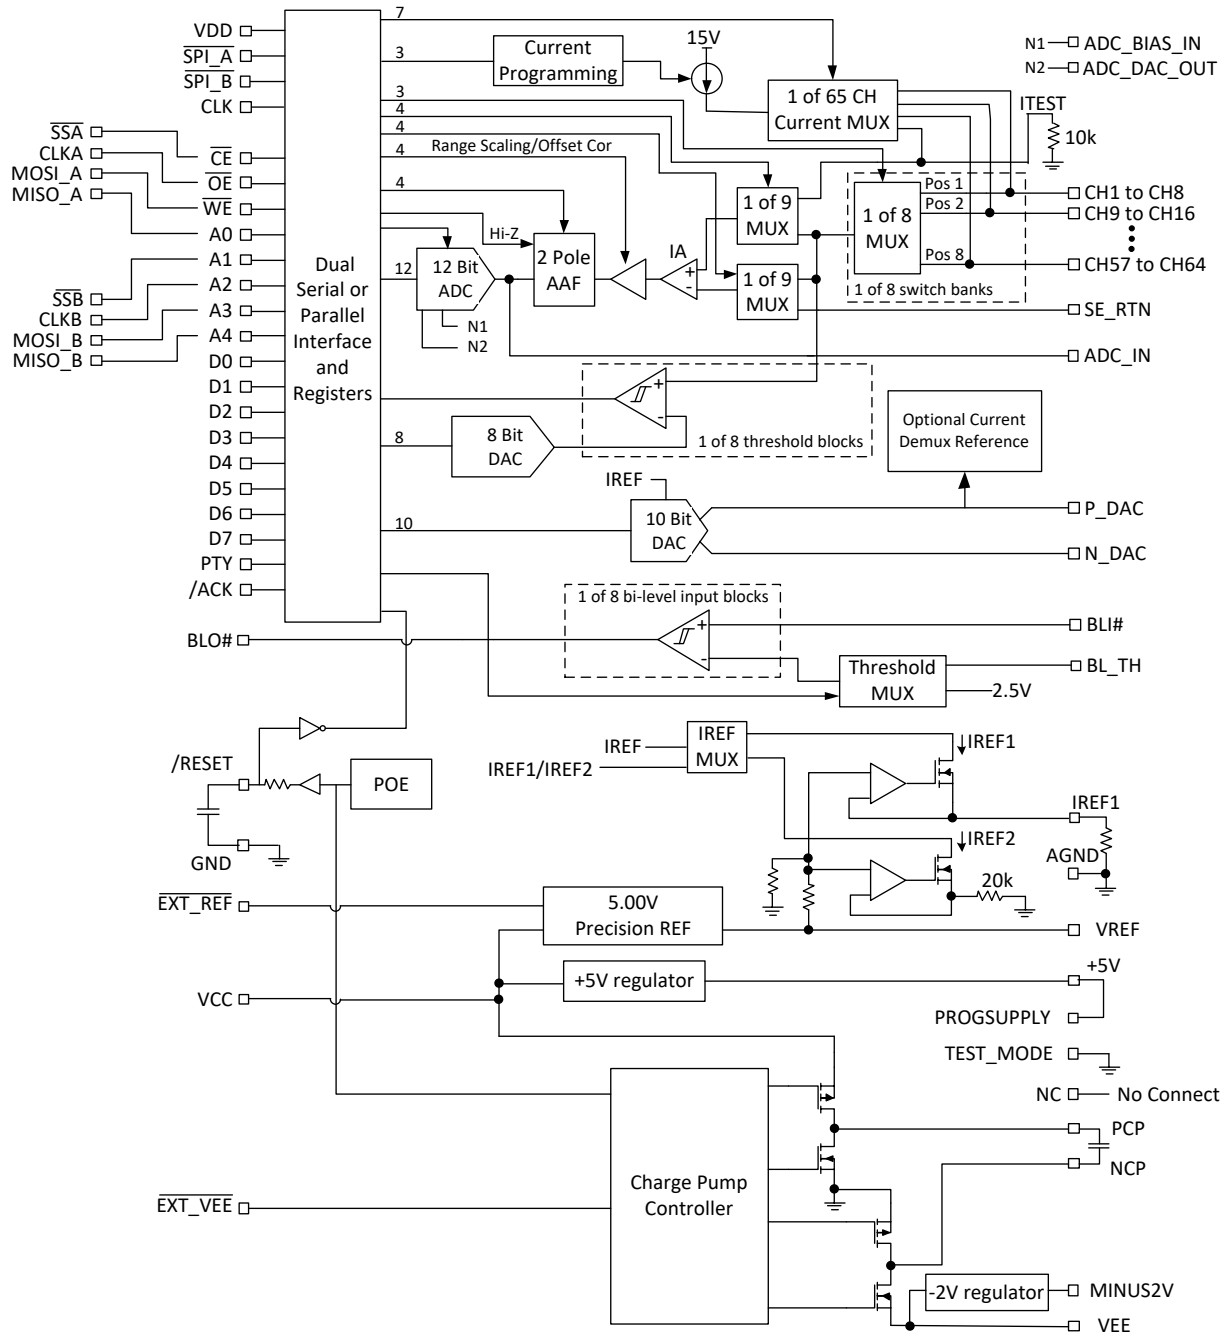 VDD
SPI_A
SPI_B
CLK
SSA
CLKA
MOSI_A
MISO_A
CE
OE
WE
A0
A1
A2
A3
A4
SSB
CLKB
MOSI_B
MISO_B
D0
D1
D2
D3
D4
D5
D6
D7
PTY
/ACK
BLO#
Dual
Serial or
Parallel
Interface
and
Registers
7
3
3
4
4
4
4
12
8
10
Current
Programming
15V
1 of 65 CH
Current MUX
N1
ADC_BIAS_IN
N2
ADC_DAC_OUT
ITEST
10k
Range Scaling/Offset Cor
Hi-Z
12 Bit
ADC
N1
N2
2 Pole
AAF
IA
+
-
1 of 9
MUX
1 of 9
MUX
1 of 8
MUX
Pos 1
Pos 2
Pos 8
1 of 8 switch banks
CH1 to CH8
CH9 to CH16
CH57 to CH64
SE_RTN
ADC_IN
+
-
1 of 8 threshold blocks
8 Bit
DAC
Optional Current
Demux Reference
IREF
10 Bit
DAC
P_DAC
N_DAC
1 of 8 bi-level input blocks
+
-
BLI#
BL_TH
Threshold
MUX
2.5V
/RESET
POE
GND
IREF
IREF1/IREF2
IREF
MUX
IREF1
IREF2
IREF1
AGND
20k
EXT_REF
5.00V
Precision REF
VREF
VCC
+5V regulator
+5V
PROGSUPPLY
TEST_MODE
NC
No Connect
PCP
NCP
Charge Pump
Controller
EXT_VEE
-2V regulator
MINUS2V
VEE